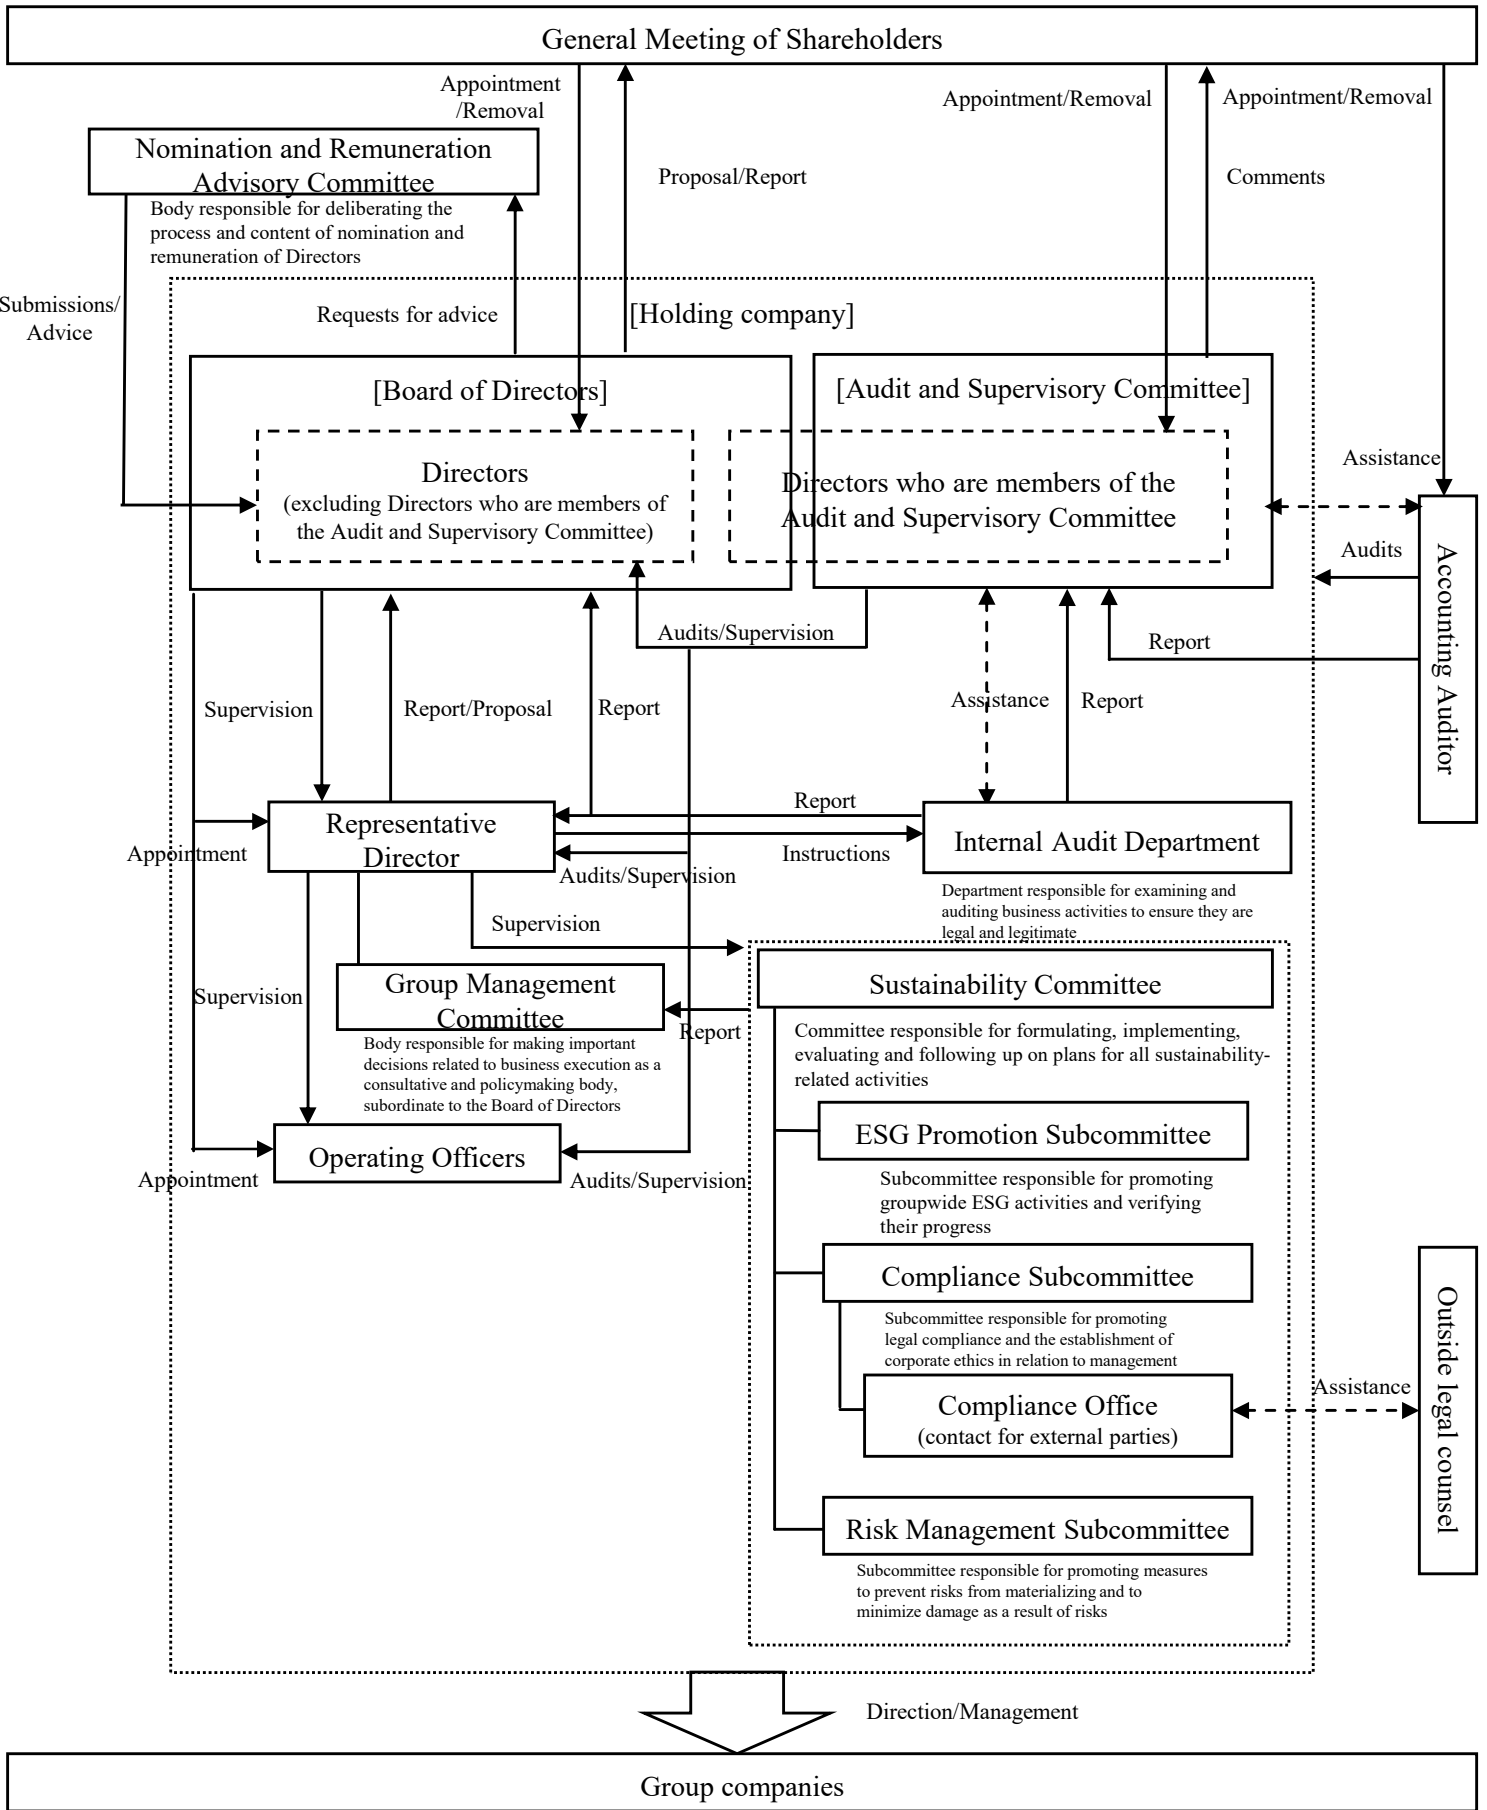 General Meeting of Shareholders
Appointment
/Removal
Appointment/Removal
Appointment/Removal
Nomination and Remuneration
Advisory Committee
Proposal/Report
Comments
Body responsible for deliberating the
process and content of nomination and
remuneration of Directors
Submissions/
Advice
Requests for advice
[Holding company]
[Board of Directors]
[Audit and Supervisory Committee]
Directors
(excluding Directors who are members of
the Audit and Supervisory Committee)
Directors who are members of the
Audit and Supervisory Committee
Assistance
Audits
Accounting Auditor
Audits/Supervision
Report
Supervision
Report/Proposal
Report
Assistance
Report
Representative
Director
Report
Instructions
Internal Audit Department
Appointment
Audits/Supervision
Department responsible for examining and
auditing business activities to ensure they are
legal and legitimate
Supervision
Supervision
Group Management
Committee
Report
Body responsible for making important
decisions related to business execution as a
consultative and policymaking body,
subordinate to the Board of Directors
Sustainability Committee
Committee responsible for formulating, implementing,
evaluating and following up on plans for all sustainability-
related activities
ESG Promotion Subcommittee
Operating Officers
Appointment
Audits/Supervision
Subcommittee responsible for promoting
groupwide ESG activities and verifying
their progress
Compliance Subcommittee
Subcommittee responsible for promoting
legal compliance and the establishment of
corporate ethics in relation to management
Compliance Office
(contact for external parties)
Assistance
Outside legal counsel
Risk Management Subcommittee
Subcommittee responsible for promoting measures
to prevent risks from materializing and to
minimize damage as a result of risks
Direction/Management
Group companies